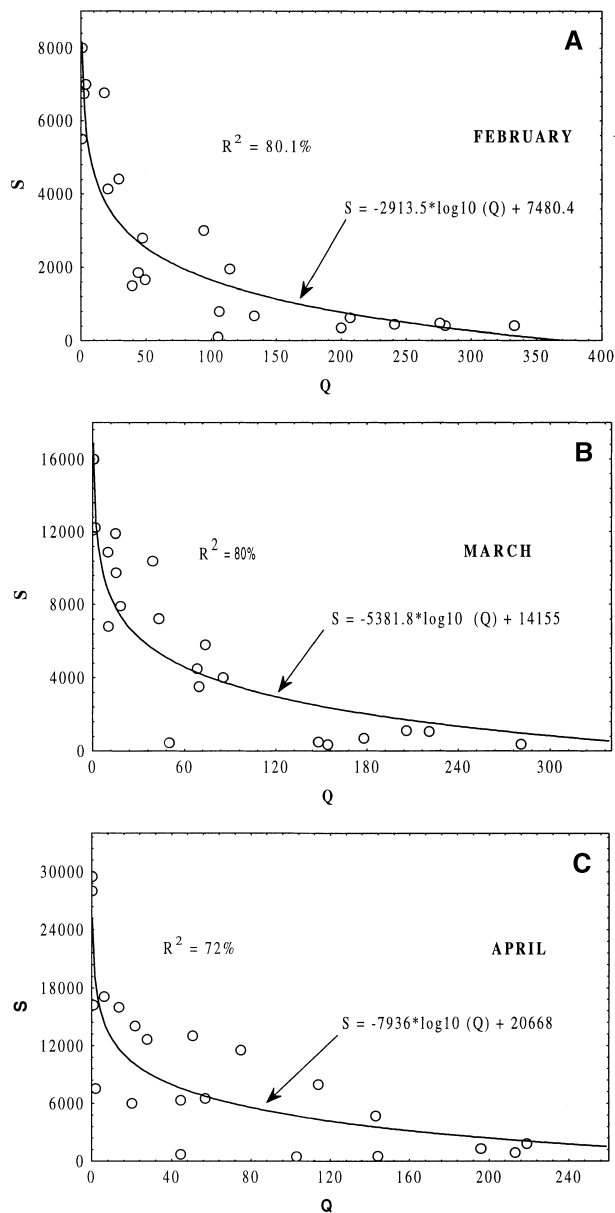 A
8000
6000
4000
2000
0
S
FEBRUARY
R² = 80.1%
S = -2913.5*log10 (Q) + 7480.4
0 50 100 150 200 250 300 350 400
Q
B
16000
12000
8000
4000
0
S
MARCH
R² = 80%
S = -5381.8*log10 (Q) + 14155
0 60 120 180 240 300
Q
C
30000
24000
18000
12000
6000
0
S
APRIL
R² = 72%
S = -7936*log10 (Q) + 20668
0 40 80 120 160 200 240
Q